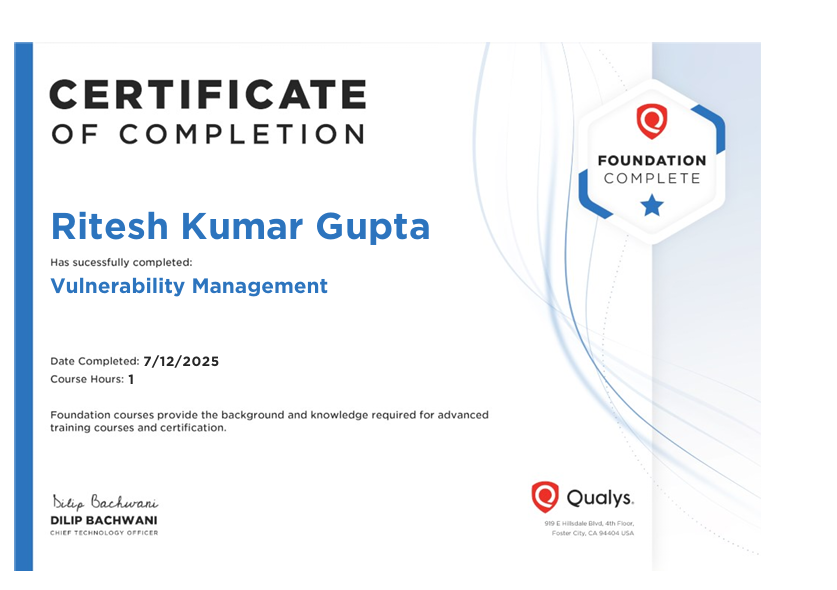 CERTIFICATE
OF COMPLETION
FOUNDATION
COMPLETE
Ritesh Kumar Gupta
Has sucessfully completed:
Vulnerability Management
Date Completed: 7/12/2025
Course Hours: 1
Foundation courses provide the background and knowledge required for advanced
training courses and certification.
Dilip Bachwani
DILIP BACHWANI
CHIEF TECHNOLOGY OFFICER
Qualys.
919 E Hillsdale Blvd, 4th Floor,
Foster City, CA 94404 USA